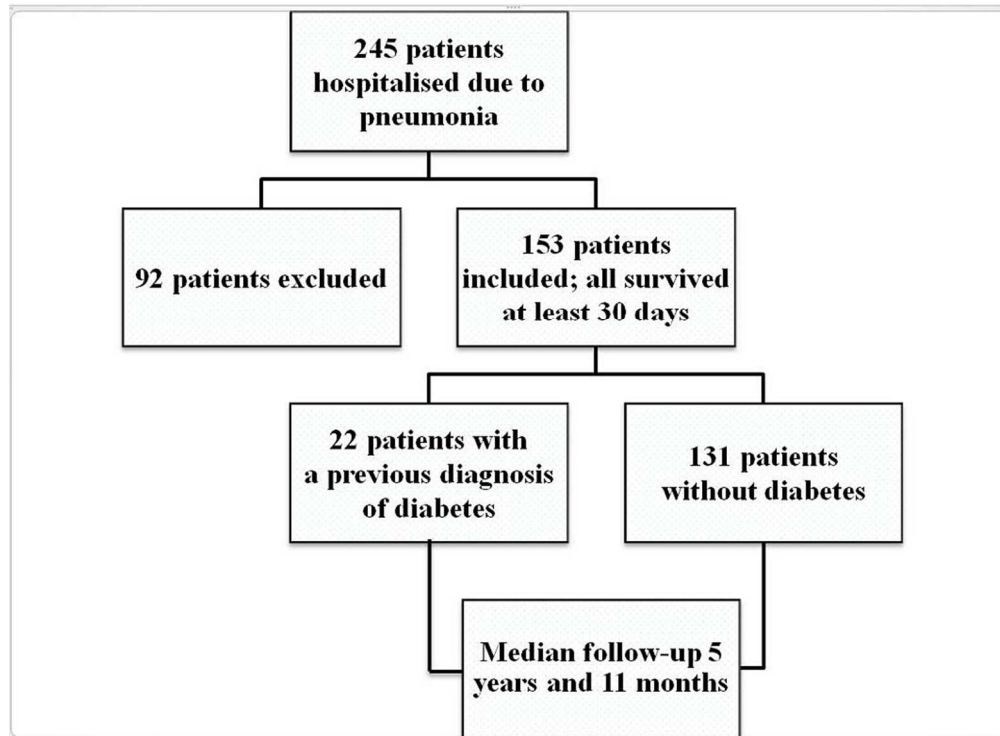 245 patients
hospitalised due to
pneumonia
92 patients excluded
153 patients
included; all survived
at least 30 days
22 patients with
a previous diagnosis
of diabetes
131 patients
without diabetes
Median follow-up 5
years and 11 months